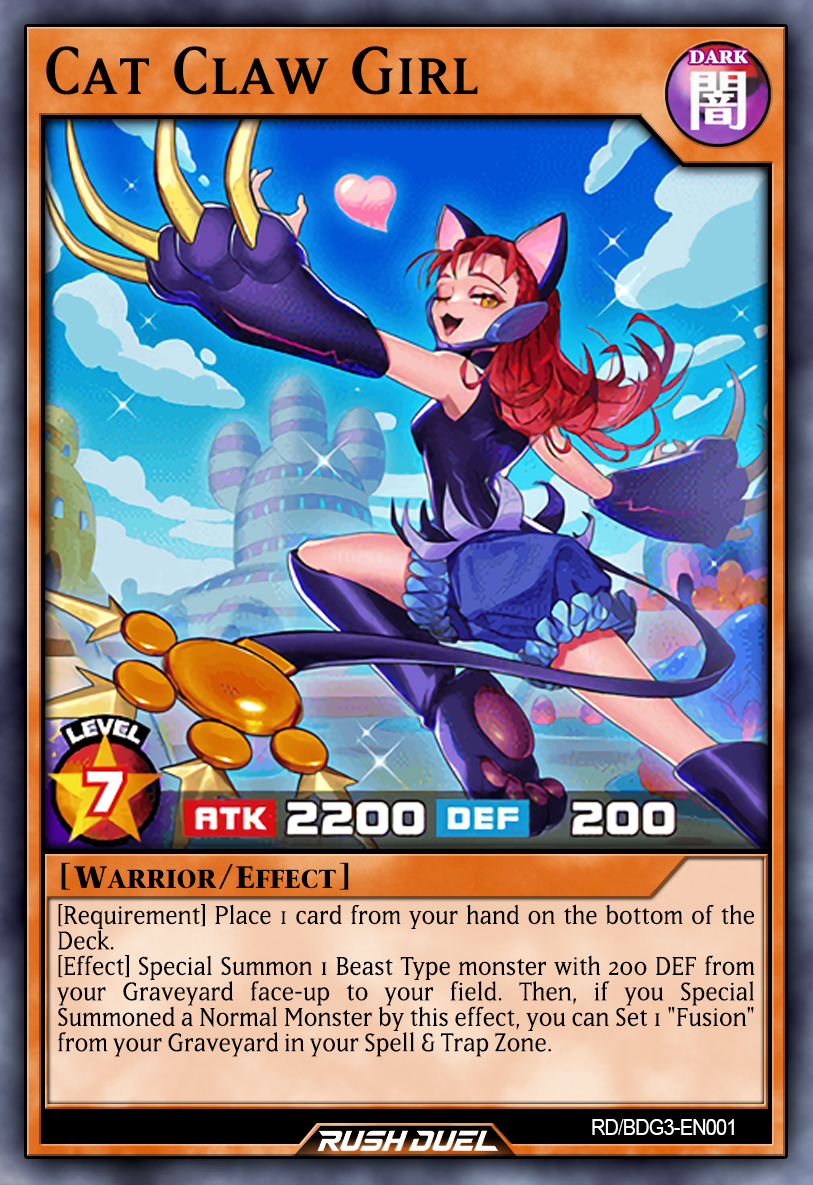 Cat Claw Girl
DARK
闇
LEVEL
7
ATK 2200 DEF 200
[Warrior/Effect]
[Requirement] Place 1 card from your hand on the bottom of the
Deck.
[Effect] Special Summon 1 Beast Type monster with 200 DEF from
your Graveyard face-up to your field. Then, if you Special
Summoned a Normal Monster by this effect, you can Set 1 "Fusion"
from your Graveyard in your Spell & Trap Zone.
RUSH DUEL
RD/BDG3-EN001